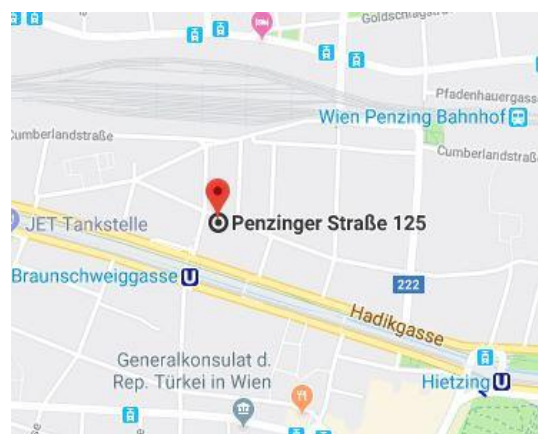 Goldschlagstraße
Pfadenhauergasse
Wien Penzing Bahnhof
Cumberlandstraße
Cumberlandstraße
JET Tankstelle
Penzinger Straße 125
Braunschweiggasse U
222
Hadikgasse
Generalkonsulat d.
Rep. Türkei in Wien
Hietzing U